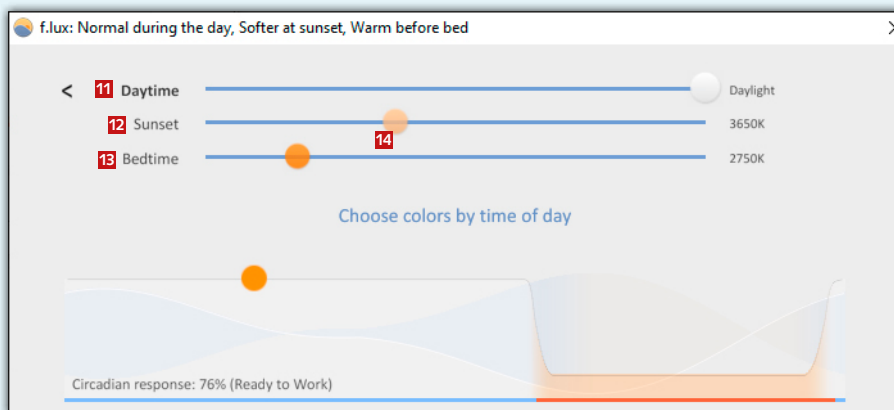 f.lux: Normal during the day, Softer at sunset, Warm before bed
< 11 Daytime Daylight
12 Sunset 3650K
14
13 Bedtime 2750K
Choose colors by time of day
Circadian response: 76% (Ready to Work)